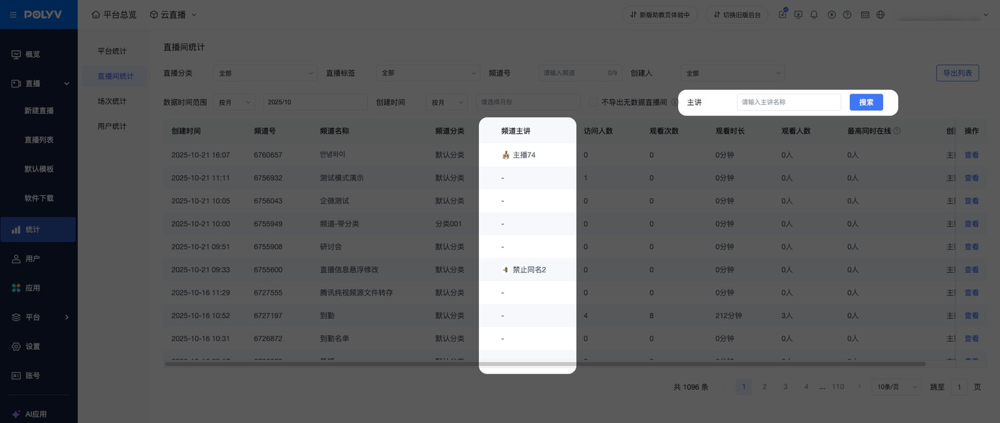 POLYV 平台总览 云直播 新版助教页体验中 切换旧版后台
概览
直播
新建直播
直播列表
默认模板
软件下载
统计
用户
应用
平台
设置
账号
AI应用
平台统计
直播间统计
场次统计
用户统计
直播间统计
直播分类 全部 直播标签 全部 频道号 请输入频道 0/9 创建人 全部 导出列表
数据时间范围 按月 2025/10 创建时间 按月 请选择月份 不导出无数据直播间 主讲 请输入主讲名称 搜索
创建时间 频道号 频道名称 频道分类 频道主讲 访问人数 观看次数 观看时长 观看人数 最高同时在线 操作
2025-10-21 16:07 6760657 안녕하이 默认分类 主播74 0 0 0分钟 0人 0人 查看
2025-10-21 11:11 6756932 测试模式演示 默认分类 - 1 0 0分钟 0人 0人 查看
2025-10-21 10:05 6756043 企微测试 默认分类 - 0 0 0分钟 0人 0人 查看
2025-10-21 10:00 6755949 频道-带分类 分类001 - 0 0 0分钟 0人 0人 查看
2025-10-21 09:51 6755908 研讨会 默认分类 - 0 0 0分钟 0人 0人 查看
2025-10-21 09:33 6755600 直播信息悬浮修改 默认分类 禁止同名2 0 0 0分钟 0人 0人 查看
2025-10-16 11:29 6727555 腾讯纯视频源文件转存 默认分类 - 0 0 0分钟 0人 0人 查看
2025-10-16 10:52 6727197 到勤 默认分类 - 4 8 212分钟 3人 0人 查看
2025-10-16 10:31 6726872 到勤名单 默认分类 - 0 0 0分钟 0人 0人 查看
共 1096 条 1 2 3 4 ... 110 10条/页 跳至 1 页